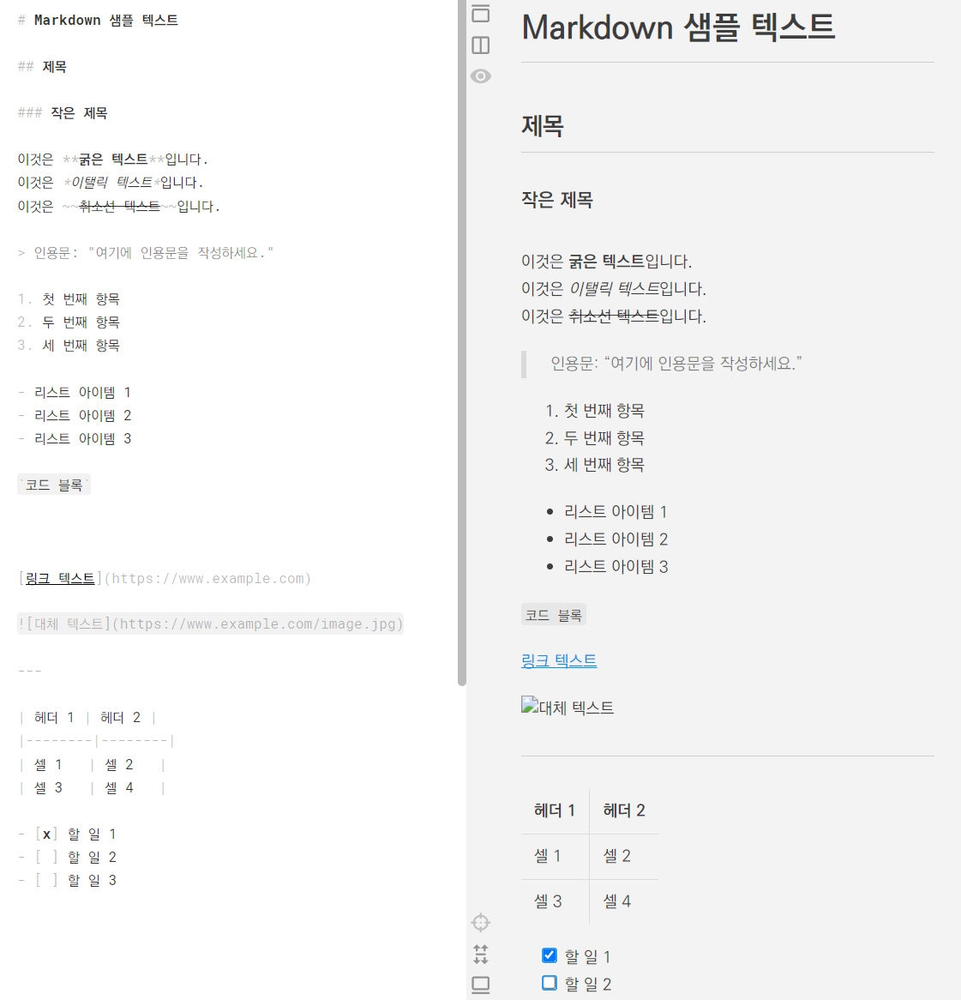 # Markdown 샘플 텍스트
## 제목
### 작은 제목
이것은 **굵은 텍스트**입니다.
이것은 *이탤릭 텍스트*입니다.
이것은 ~~취소선 텍스트~~입니다.
> 인용문: "여기에 인용문을 작성하세요."
1. 첫 번째 항목
2. 두 번째 항목
3. 세 번째 항목
- 리스트 아이템 1
- 리스트 아이템 2
- 리스트 아이템 3
`코드 블록`
[링크 텍스트](https://www.example.com)
![대체 텍스트](https://www.example.com/image.jpg)
---
| 헤더 1 | 헤더 2 |
|--------|--------|
| 셀 1   | 셀 2   |
| 셀 3   | 셀 4   |
- [x] 할 일 1
- [ ] 할 일 2
- [ ] 할 일 3
Markdown 샘플 텍스트
제목
작은 제목
이것은 굵은 텍스트입니다.
이것은 이탤릭 텍스트입니다.
이것은 취소선 텍스트입니다.
인용문: “여기에 인용문을 작성하세요.”
1. 첫 번째 항목
2. 두 번째 항목
3. 세 번째 항목
• 리스트 아이템 1
• 리스트 아이템 2
• 리스트 아이템 3
코드 블록
링크 텍스트
대체 텍스트
헤더 1 헤더 2
셀 1 셀 2
셀 3 셀 4
할 일 1
할 일 2